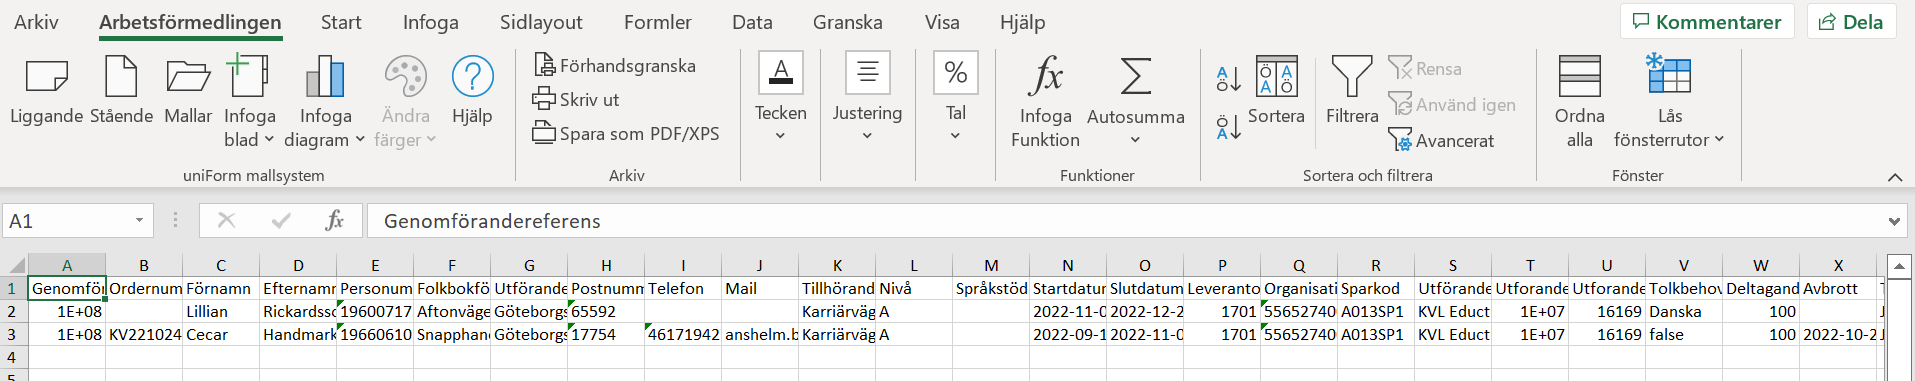 Arkiv Arbetsförmedlingen Start Infoga Sidlayout Formler Data Granska Visa Hjälp Kommentarer Dela
Liggande Stående Mallar Infoga blad Infoga diagram Ändra färger Hjälp
uniForm mallsystem
Förhandsgranska
Skriv ut
Spara som PDF/XPS
Arkiv
Tecken
Justering
Tal
Infoga Funktion Autosumma
Funktioner
Sortera Filtrera
Rensa
Använd igen
Avancerat
Sortera och filtrera
Ordna alla Lås fönsterrutor
Fönster
A1 fx Genomförandereferens
A B C D E F G H I J K L M N O P Q R S T U V W X
1 Genomför Ordernum Förnamn Efternamn Personum Folkbokfö Utförande Postnumm Telefon Mail Tillhörand Nivå Språkstöd Startdatum Slutdatum Leveranto Organisati Sparkod Utförande Utforande Utforande Tolkbehov Deltagand Avbrott
2 1E+08 Lillian Rickardsso 19600717 Aftonväge Göteborgs 65592 Karriärväg A 2022-11-0 2022-12-2 1701 55652740 A013SP1 KVL Educt 1E+07 16169 Danska 100
3 1E+08 KV221024 Cecar Handmark 19660610 Snapphan Göteborgs 17754 46171942 anshelm.b Karriärväg A 2022-09-1 2022-11-0 1701 55652740 A013SP1 KVL Educt 1E+07 16169 false 100 2022-10-2
4
5